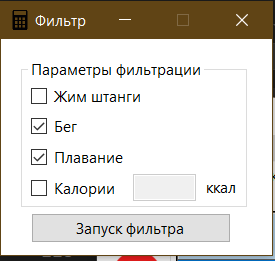 Фильтр
Параметры фильтрации
Жим штанги
Бег
Плавание
Калории ккал
Запуск фильтра